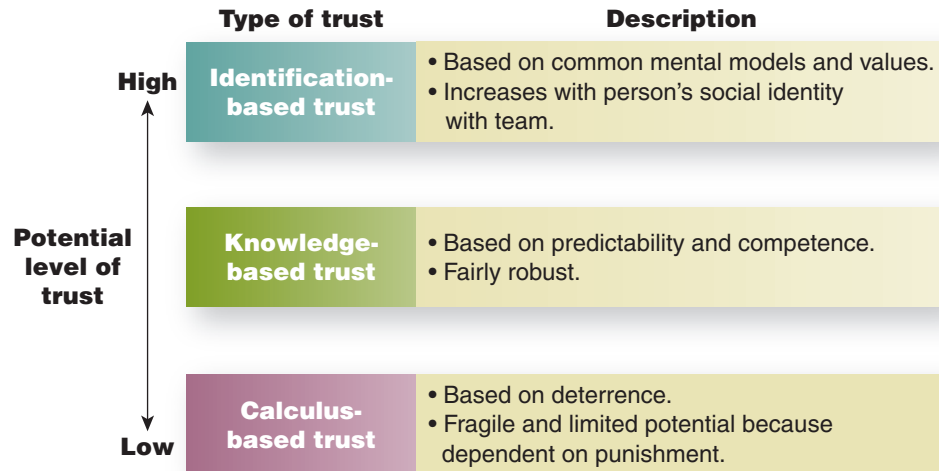 Type of trust
Description
High
Identification-
based trust
• Based on common mental models and values.
• Increases with person's social identity
with team.
Potential
level of
trust
Knowledge-
based trust
• Based on predictability and competence.
• Fairly robust.
Low
Calculus-
based trust
• Based on deterrence.
• Fragile and limited potential because
dependent on punishment.